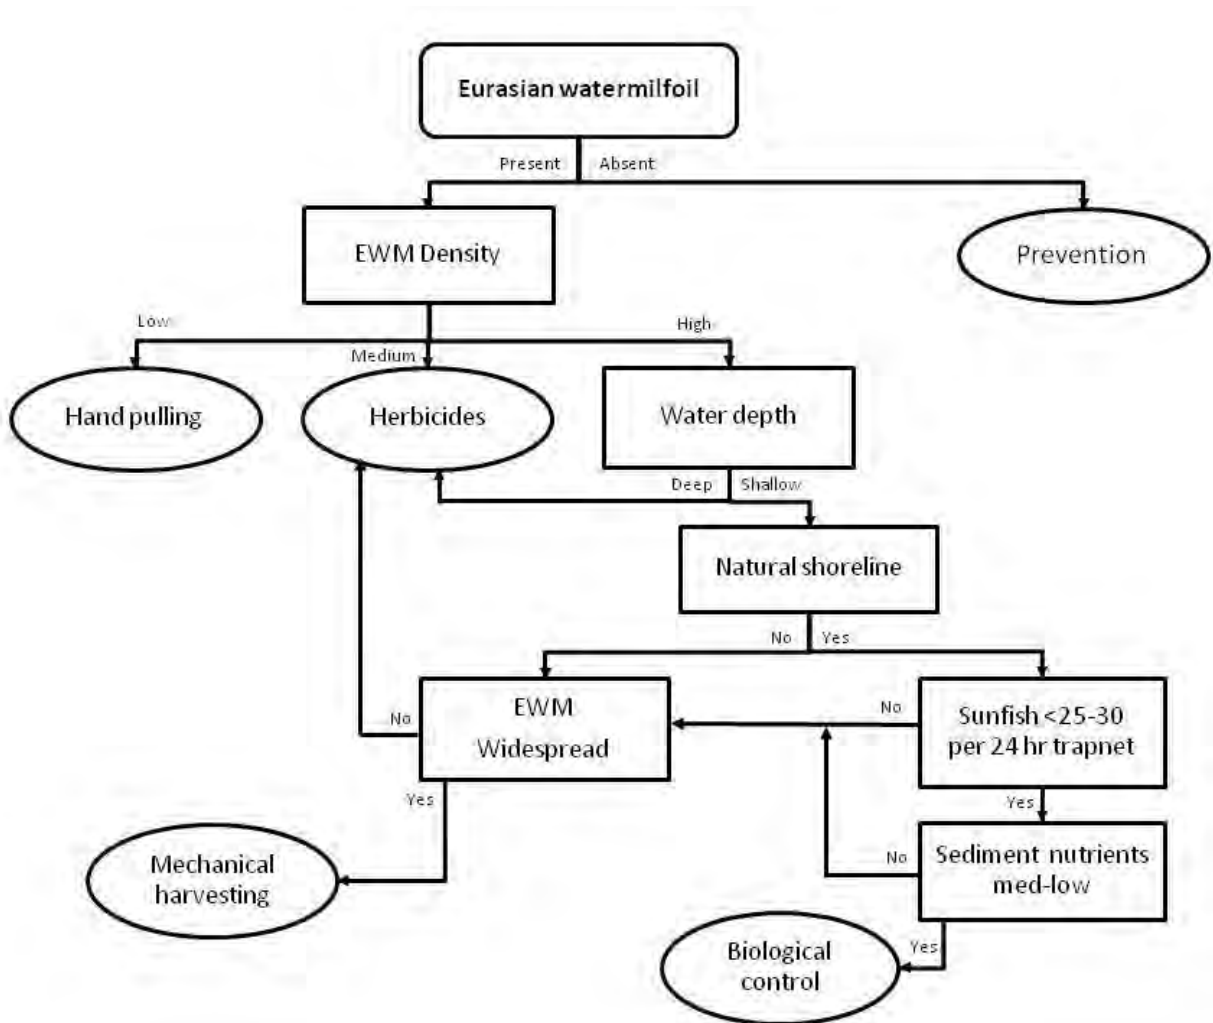 Eurasian watermilfoil
Present
Absent
EWM Density
Prevention
Low
Medium
High
Hand pulling
Herbicides
Water depth
Deep
Shallow
Natural shoreline
No
Yes
EWM
Widespread
No
Sunfish <25-30
per 24 hr trapnet
No
Yes
Yes
Mechanical
harvesting
Sediment nutrients
med-low
No
Yes
Biological
control